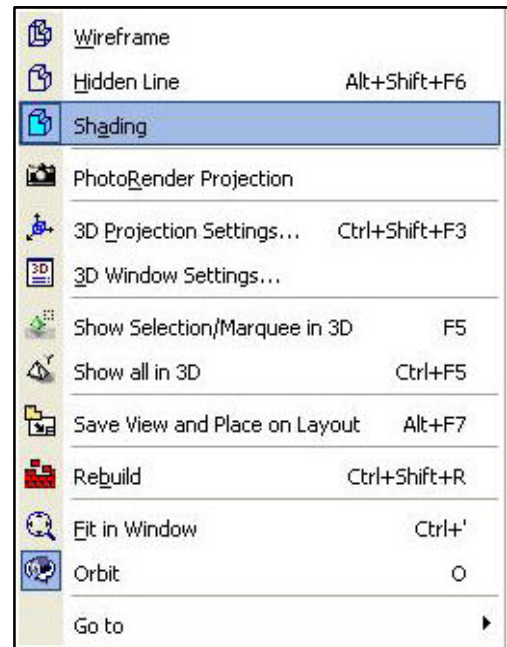 Wireframe
Hidden Line Alt+Shift+F6
Shading
PhotoRender Projection
3D Projection Settings... Ctrl+Shift+F3
3D
3D Window Settings...
Show Selection/Marquee in 3D F5
Show all in 3D Ctrl+F5
Save View and Place on Layout Alt+F7
Rebuild Ctrl+Shift+R
Fit in Window Ctrl+'
Orbit O
Go to